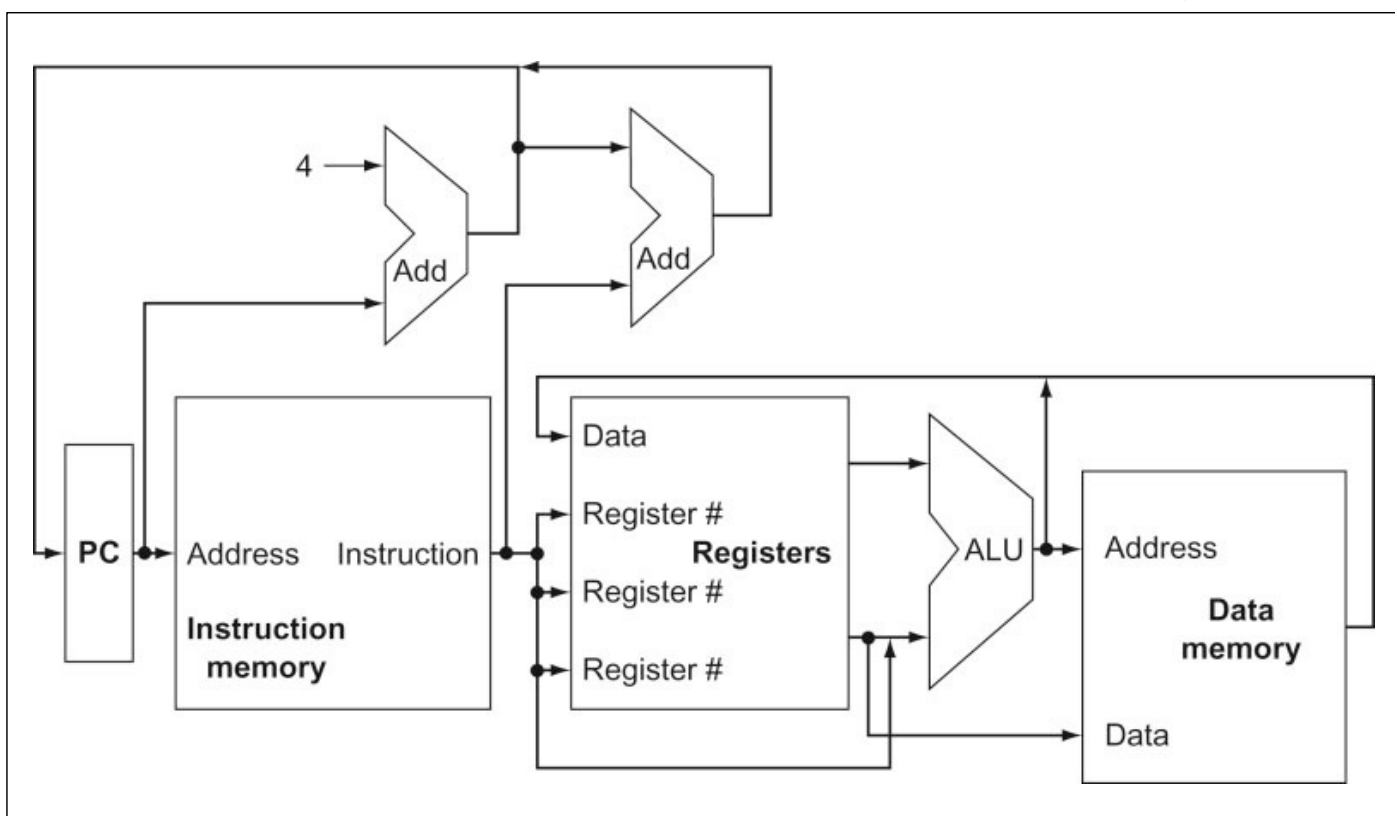 4
Add
Add
Data
Register #
Register #
Register #
Registers
PC
Address
Instruction
Instruction
memory
ALU
Address
Data
memory
Data